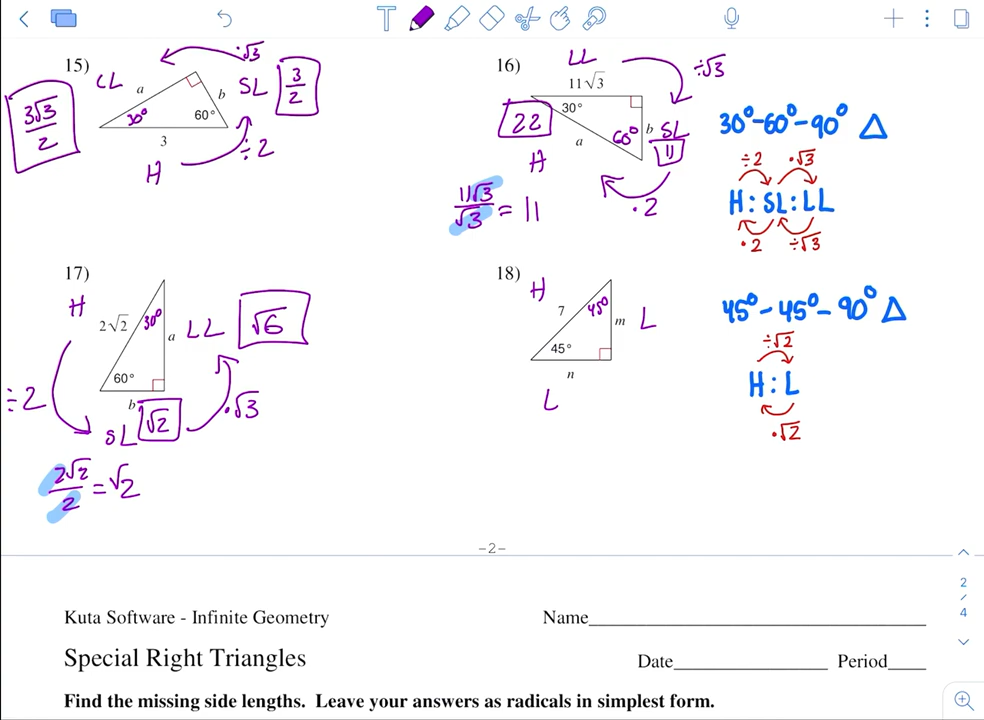 15)
CL a
·√3
b SL 3/2
3√3/2
30°
60°
3
÷2
H
16)
LL
÷√3
11√3
30°
22
60°
b SL
11
a
H
·2
11√3/√3 = 11
30°-60°-90° Δ
÷2 ·√3
H : SL : LL
·2 ÷√3
17)
H
2√2
30°
a LL √6
60°
÷2
b
SL √2
·√3
2√2/2 = √2
18)
H
7
45°
m L
45°
n
L
45°-45°-90° Δ
÷√2
H : L
·√2
-2-
2
/
4
Kuta Software - Infinite Geometry
Name
Special Right Triangles
Date Period
Find the missing side lengths. Leave your answers as radicals in simplest form.